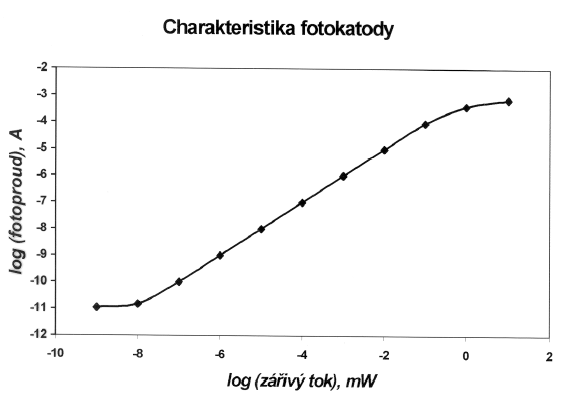 Charakteristika fotokatody
-2
-3
-4
-5
-6
-7
-8
-9
-10
-11
-12
log (fotoproud), A
-10 -8 -6 -4 -2 0 2
log (zářivý tok), mW